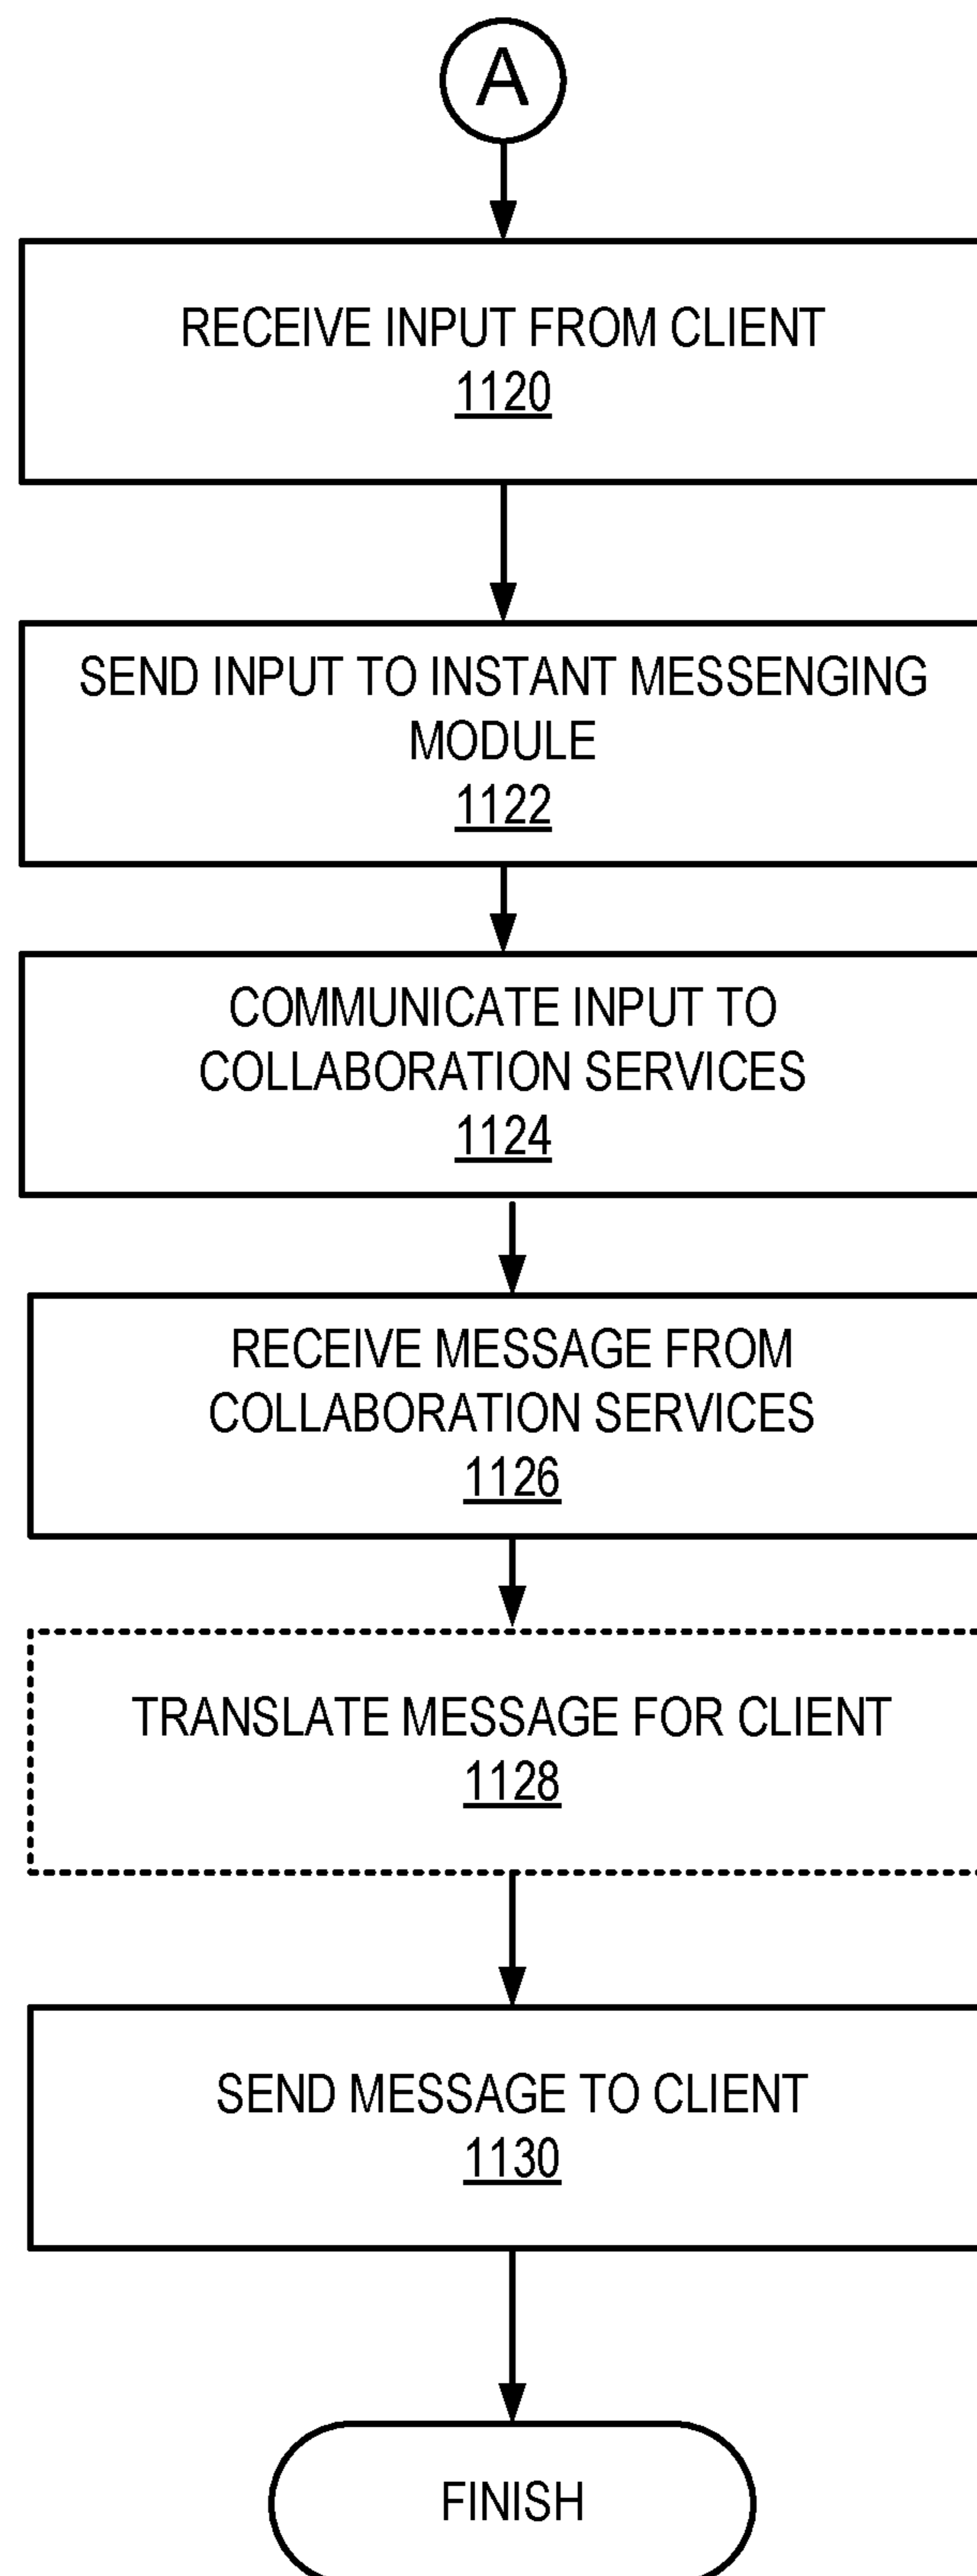 A
RECEIVE INPUT FROM CLIENT
1120
SEND INPUT TO INSTANT MESSENGING
MODULE
1122
COMMUNICATE INPUT TO
COLLABORATION SERVICES
1124
RECEIVE MESSAGE FROM
COLLABORATION SERVICES
1126
TRANSLATE MESSAGE FOR CLIENT
1128
SEND MESSAGE TO CLIENT
1130
FINISH